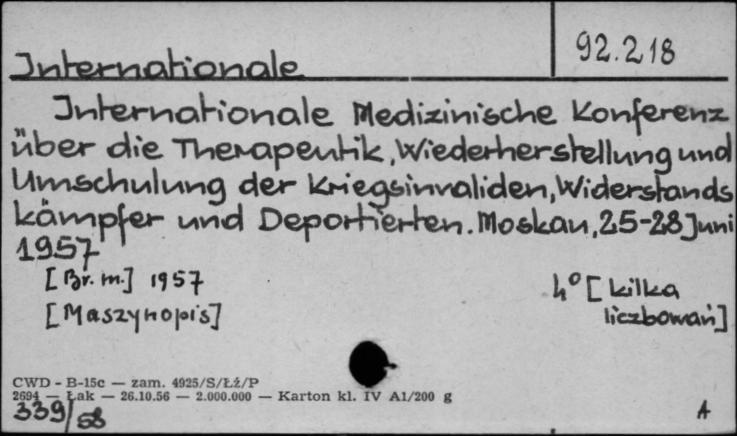 92.218
Internationale
Internationale Medizinische Konferenz
über die Therapeutik, Wiederherstellung und
Umschulung der Kriegsinvaliden, Widerstands
kämpfer und Deportierten. Moskau, 25-28 Juni
1957
[Br. m.] 1957
4° [kilka
liczbowań]
[Maszynopis]
CWD - B-15c — zam. 4925/S/Łź/P
2694 — Łak — 26.10.56 — 2.000.000 — Karton kl. IV A1/200 g
339/58
A